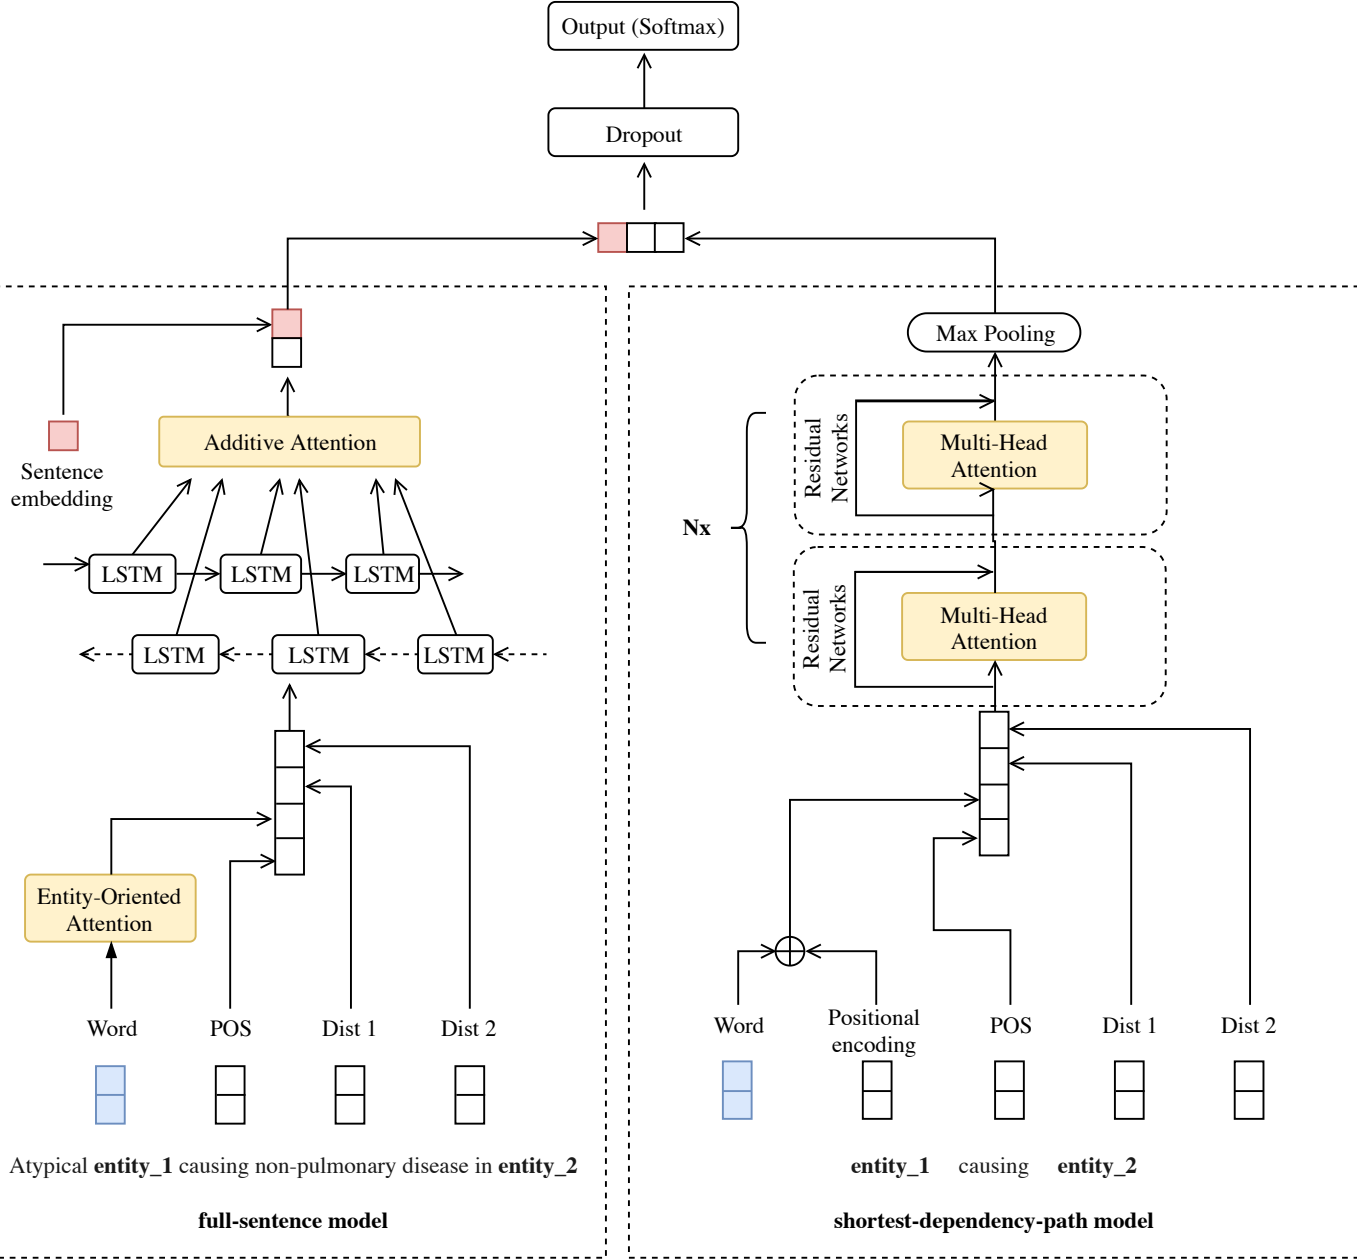 Output (Softmax)
Dropout
Sentence
embedding
Additive Attention
LSTM
LSTM
LSTM
LSTM
LSTM
LSTM
Entity-Oriented
Attention
Word
POS
Dist 1
Dist 2
Atypical entity_1 causing non-pulmonary disease in entity_2
full-sentence model
Max Pooling
Residual
Networks
Multi-Head
Attention
Nx
Residual
Networks
Multi-Head
Attention
Word
Positional
encoding
POS
Dist 1
Dist 2
entity_1 causing entity_2
shortest-dependency-path model